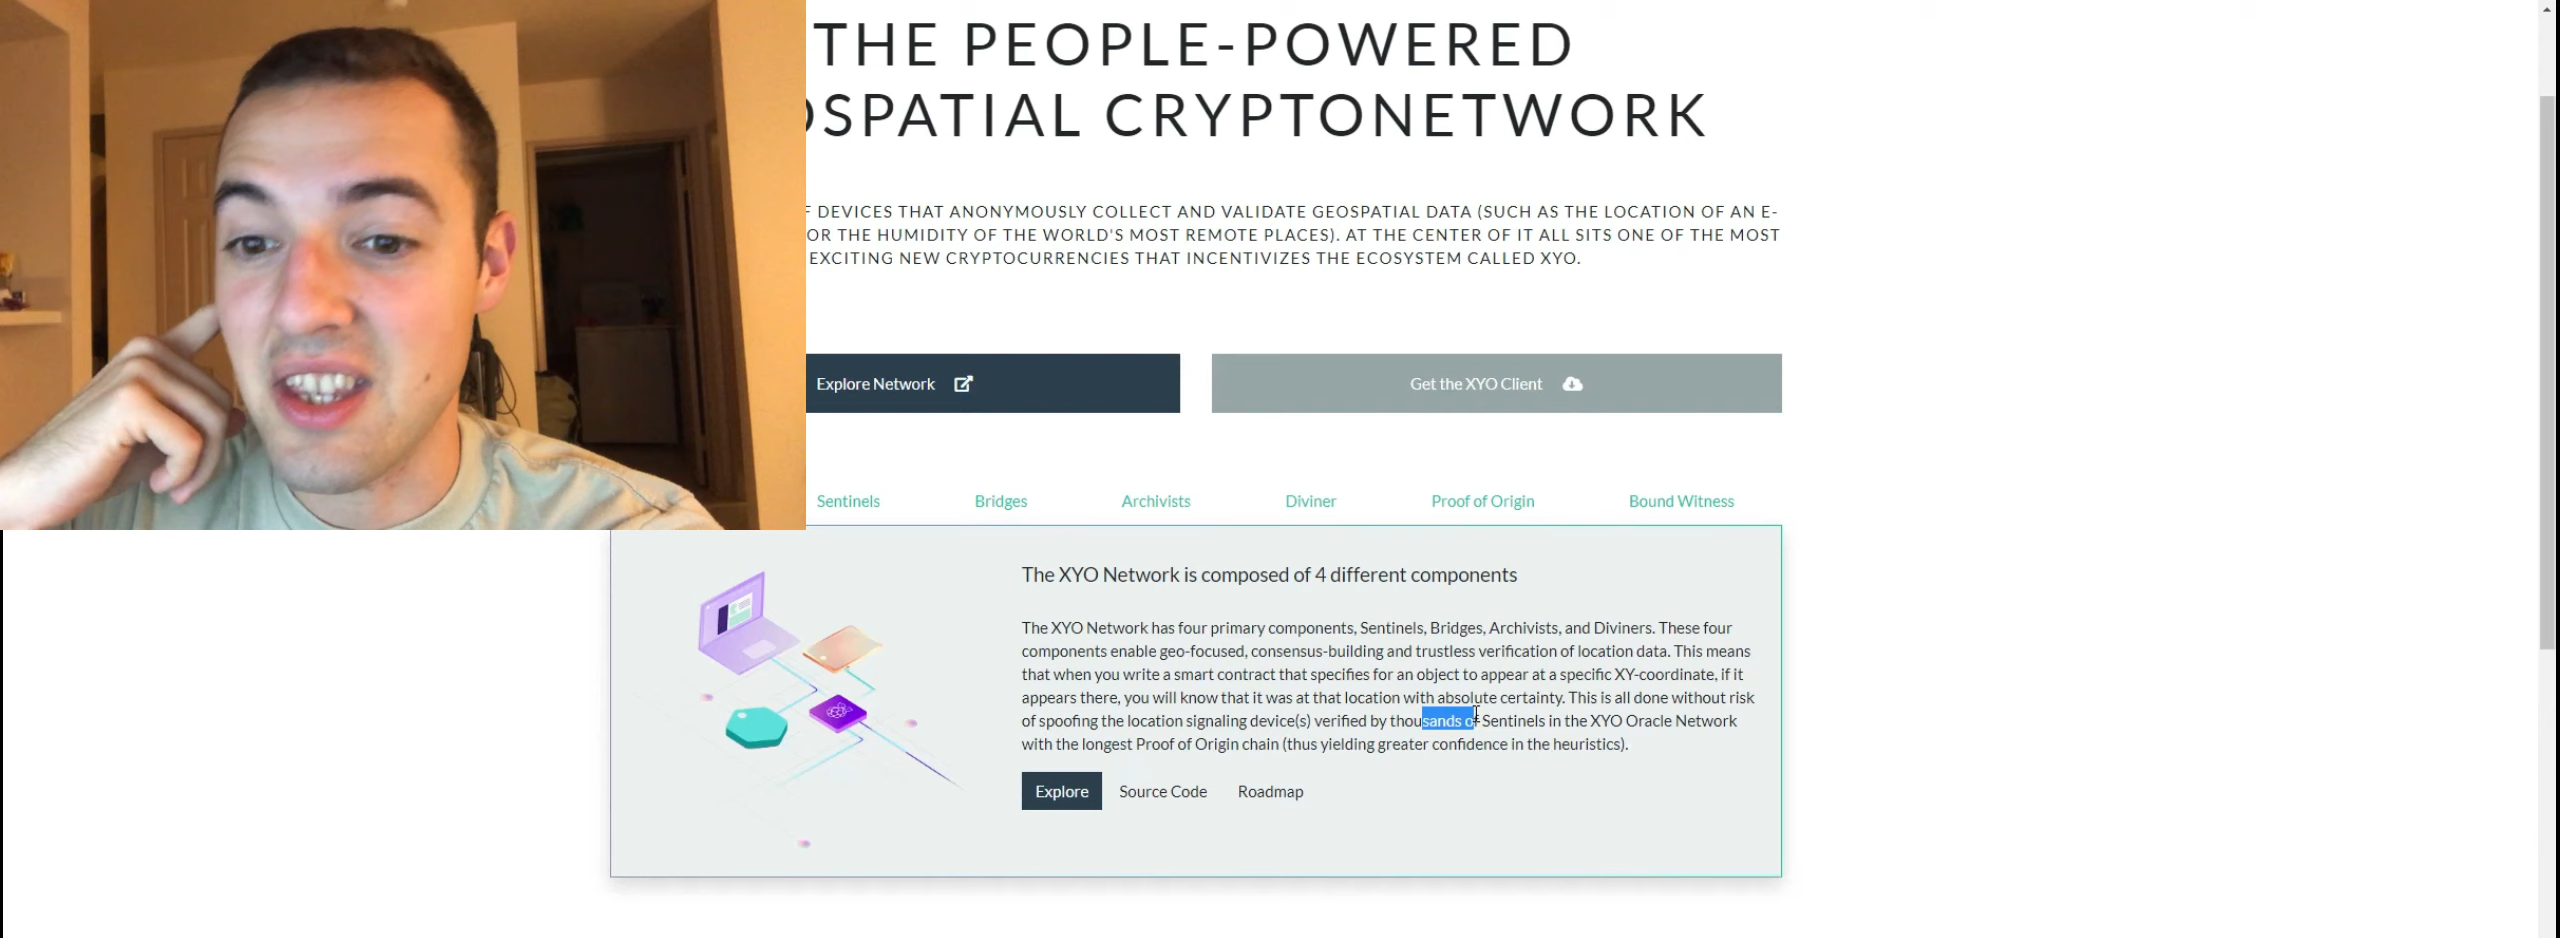 THE PEOPLE-POWERED
OSPATIAL CRYPTONETWORK
DEVICES THAT ANONYMOUSLY COLLECT AND VALIDATE GEOSPATIAL DATA (SUCH AS THE LOCATION OF AN E-
OR THE HUMIDITY OF THE WORLD'S MOST REMOTE PLACES). AT THE CENTER OF IT ALL SITS ONE OF THE MOST
EXCITING NEW CRYPTOCURRENCIES THAT INCENTIVIZES THE ECOSYSTEM CALLED XYO.
Explore Network
Get the XYO Client
Sentinels Bridges Archivists Diviner Proof of Origin Bound Witness
The XYO Network is composed of 4 different components
The XYO Network has four primary components, Sentinels, Bridges, Archivists, and Diviners. These four
components enable geo-focused, consensus-building and trustless verification of location data. This means
that when you write a smart contract that specifies for an object to appear at a specific XY-coordinate, if it
appears there, you will know that it was at that location with absolute certainty. This is all done without risk
of spoofing the location signaling device(s) verified by thousands of Sentinels in the XYO Oracle Network
with the longest Proof of Origin chain (thus yielding greater confidence in the heuristics).
Explore Source Code Roadmap